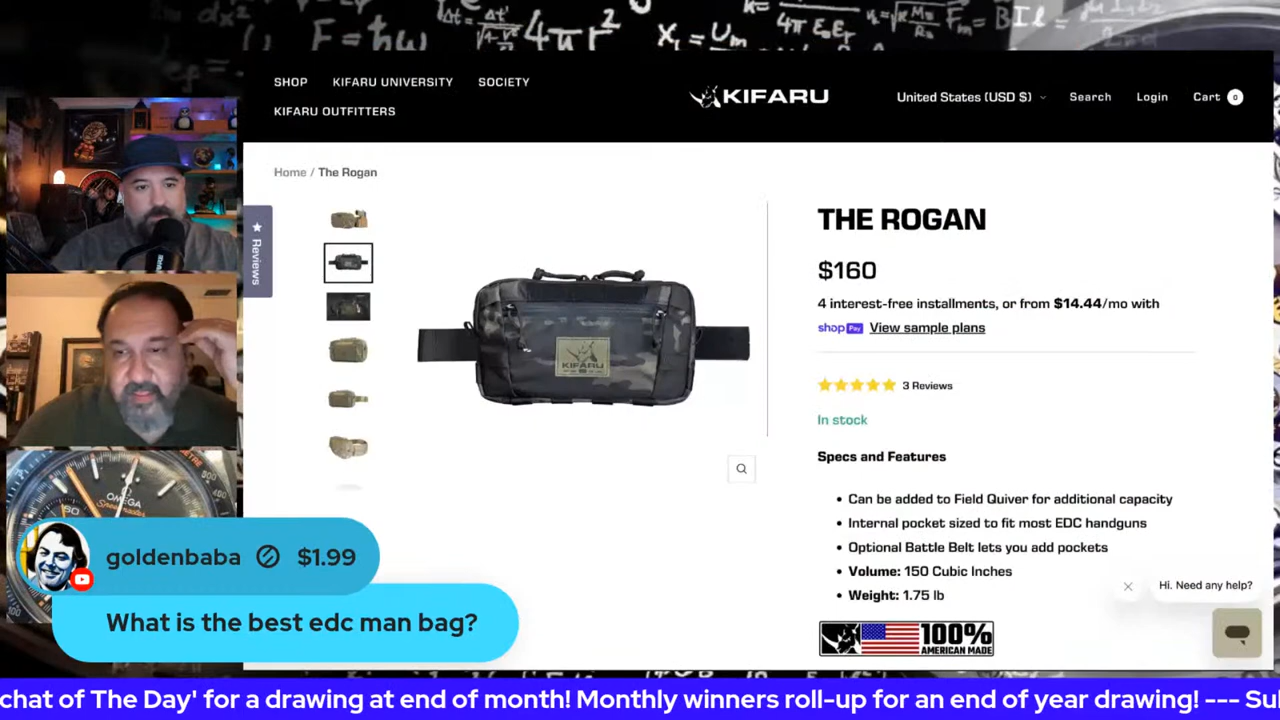 F = ħω
4πr²
SHOP
KIFARU UNIVERSITY
SOCIETY
KIFARU OUTFITTERS
KIFARU
United States (USD $)
Search
Login
Cart 0
Home / The Rogan
★ Reviews
KIFARU
THE ROGAN
$160
4 interest-free installments, or from $14.44/mo with
shop Pay View sample plans
3 Reviews
In stock
Specs and Features
• Can be added to Field Quiver for additional capacity
• Internal pocket sized to fit most EDC handguns
• Optional Battle Belt lets you add pockets
• Volume: 150 Cubic Inches
• Weight: 1.75 lb
100%
AMERICAN MADE
Hi. Need any help?
OMEGA
Speedmaster
goldenbaba $1.99
What is the best edc man bag?
chat of The Day' for a drawing at end of month! Monthly winners roll-up for an end of year drawing! --- Su